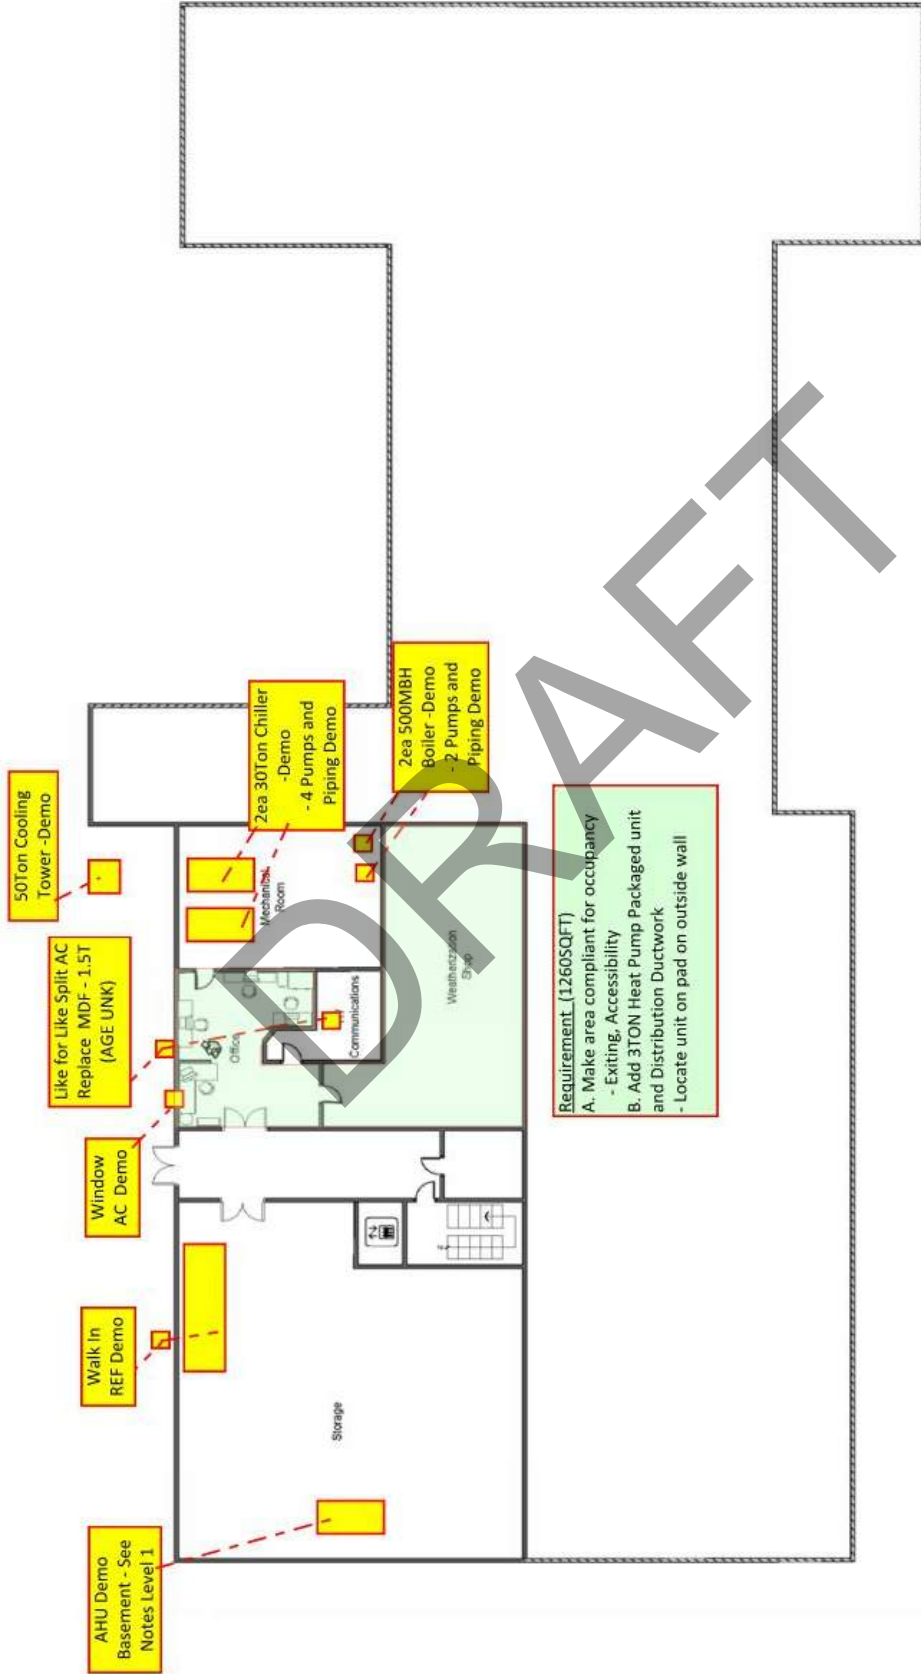 AHU Demo
Basement - See
Notes Level 1
Walk In
REF Demo
Window
AC Demo
Like for Like Split AC
Replace MDF - 1.5T
(AGE UNK)
50Ton Cooling
Tower -Demo
2ea 30Ton Chiller
-Demo
- 4 Pumps and
Piping Demo
2ea 500MBH
Boiler -Demo
- 2 Pumps and
Piping Demo
Storage
Office
Communications
Mechanical
Room
Weatherization
Shop
Requirement (1260SQFT)
A. Make area compliant for occupancy
- Exiting, Accessibility
B. Add 3TON Heat Pump Packaged unit
and Distribution Ductwork
- Locate unit on pad on outside wall
DRAFT